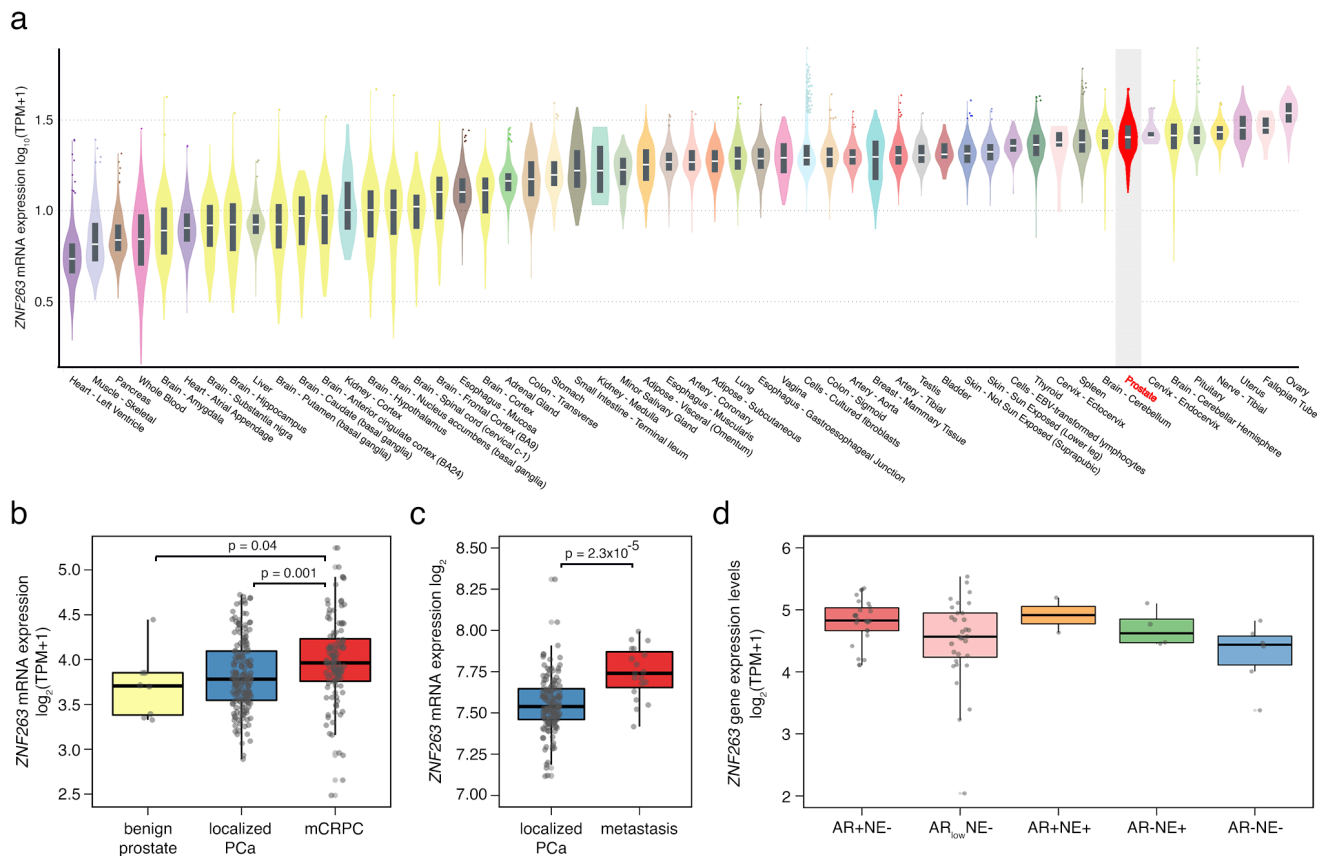 a
ZNF263 mRNA expression log10(TPM+1)
1.5
1.0
0.5
Heart - Left Ventricle
Muscle - Skeletal
Pancreas
Whole Blood
Brain - Amygdala
Heart - Atrial Appendage
Brain - Substantia nigra
Brain - Hippocampus
Liver
Brain - Putamen (basal ganglia)
Brain - Caudate (basal ganglia)
Brain - Anterior cingulate cortex (BA24)
Kidney - Cortex
Brain - Hypothalamus
Brain - Nucleus accumbens (basal ganglia)
Brain - Spinal cord (cervical c-1)
Brain - Frontal Cortex (BA9)
Esophagus - Mucosa
Brain - Cortex
Adrenal Gland
Colon - Transverse
Stomach
Small Intestine - Terminal Ileum
Kidney - Medulla
Minor Salivary Gland
Adipose - Visceral (Omentum)
Esophagus - Muscularis
Artery - Coronary
Adipose - Subcutaneous
Lung
Esophagus - Gastroesophageal Junction
Vagina
Cells - Cultured fibroblasts
Colon - Sigmoid
Artery - Aorta
Breast - Mammary Tissue
Artery - Tibial
Testis
Bladder
Skin - Not Sun Exposed (Suprapubic)
Skin - Sun Exposed (Lower leg)
Cells - EBV-transformed lymphocytes
Thyroid
Cervix - Ectocervix
Spleen
Brain - Cerebellum
Prostate
Cervix - Endocervix
Brain - Cerebellar Hemisphere
Pituitary
Nerve - Tibial
Uterus
Fallopian Tube
Ovary
b
ZNF263 mRNA expression
log2(TPM+1)
5.0
4.5
4.0
3.5
3.0
2.5
p = 0.04
p = 0.001
benign
prostate
localized
PCa
mCRPC
c
ZNF263 mRNA expression log2
8.50
8.25
8.00
7.75
7.50
7.25
7.00
p = 2.3x10-5
localized
PCa
metastasis
d
ZNF263 gene expression levels
log2(TPM+1)
6
5
4
3
2
AR+NE-
ARlowNE-
AR+NE+
AR-NE+
AR-NE-